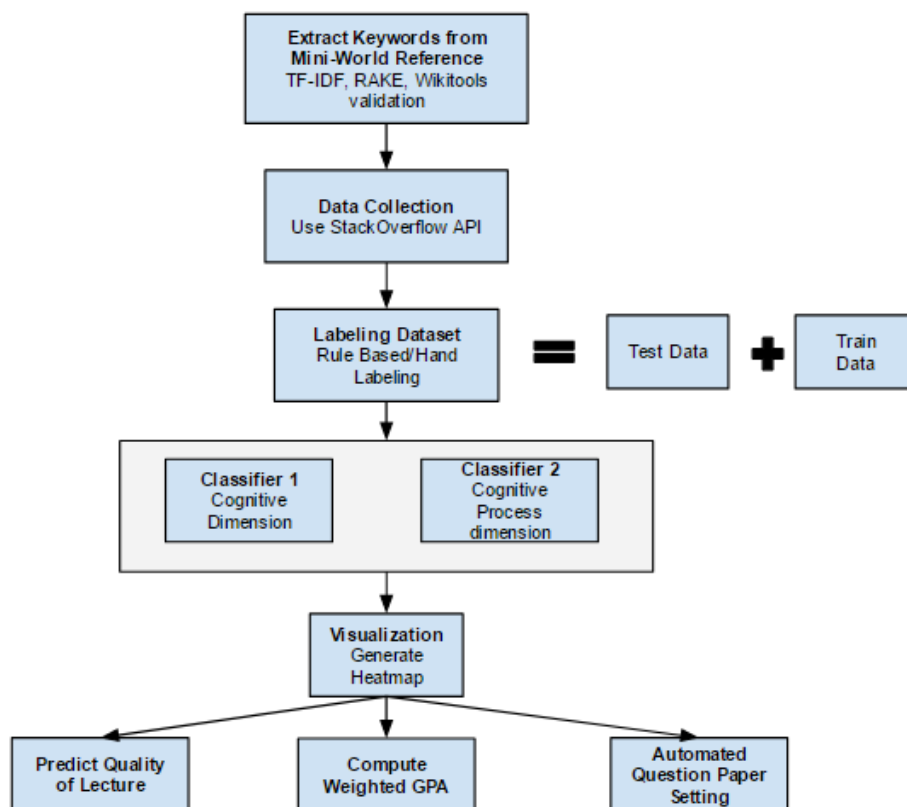 Extract Keywords from
Mini-World Reference
TF-IDF, RAKE, Wikitools
validation
Data Collection
Use StackOverflow API
Labeling Dataset
Rule Based/Hand
Labeling
=
Test Data
+
Train
Data
Classifier 1
Cognitive
Dimension
Classifier 2
Cognitive
Process
dimension
Visualization
Generate
Heatmap
Predict Quality
of Lecture
Compute
Weighted GPA
Automated
Question Paper
Setting